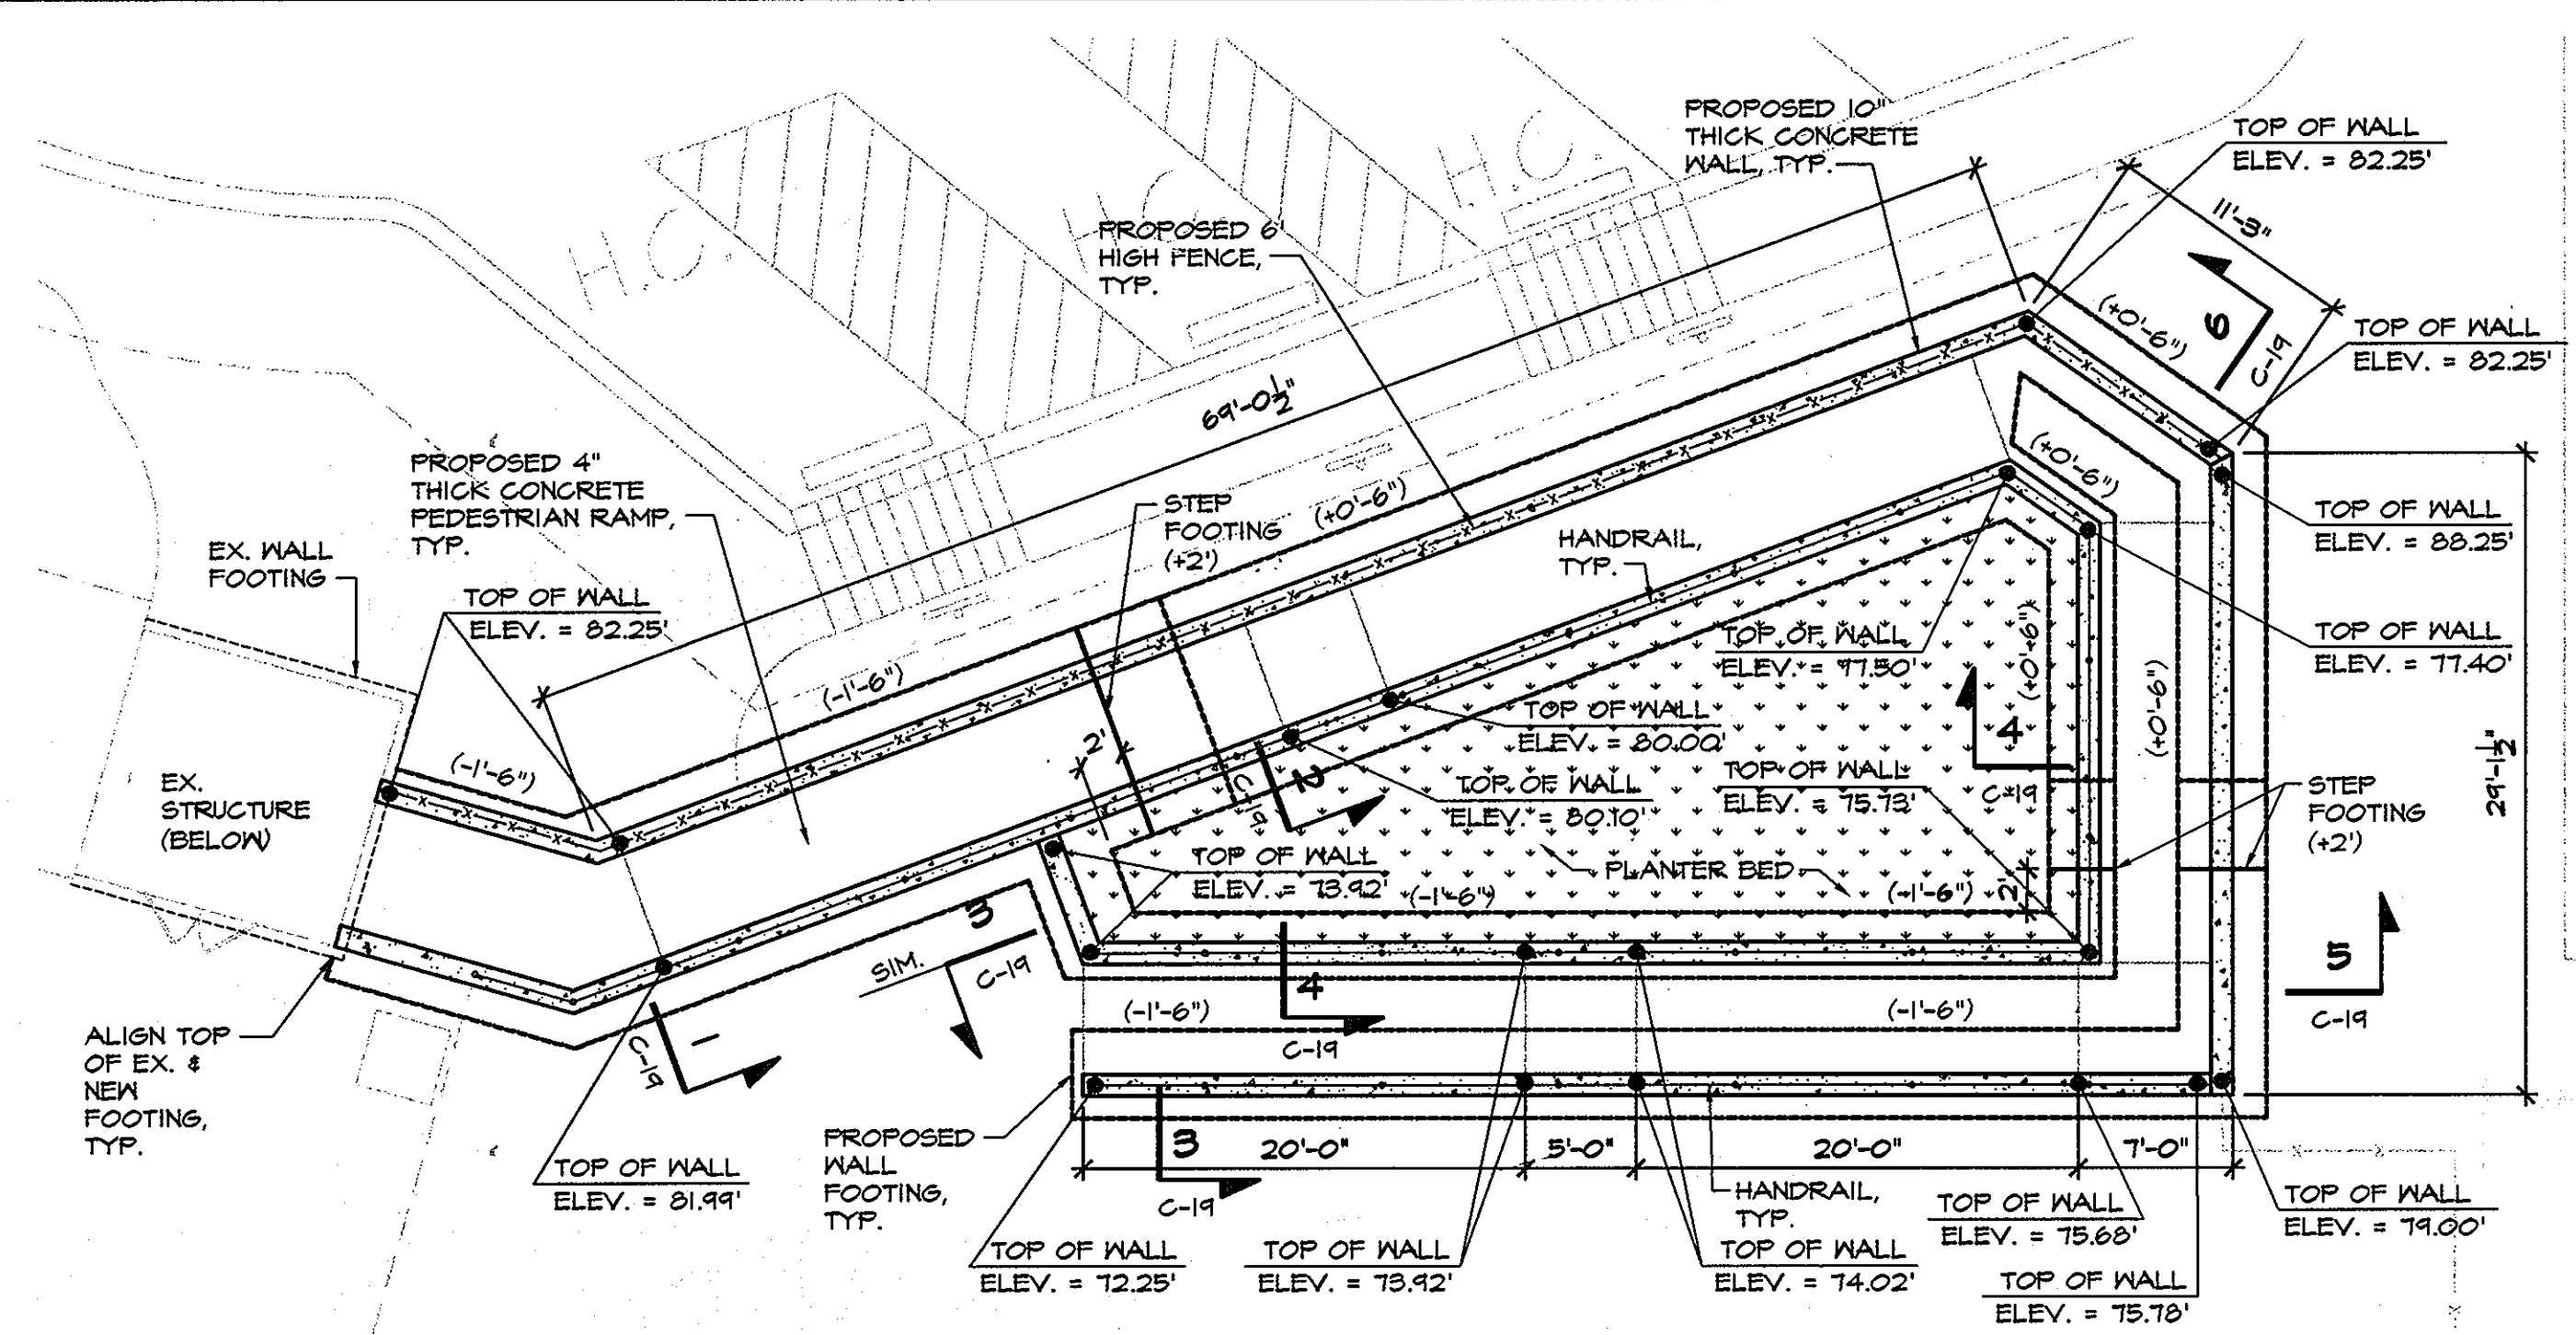 PROPOSED 10"
THICK CONCRETE
WALL, TYP.
TOP OF WALL
ELEV. = 82.25'
11'-3"
PROPOSED 6'
HIGH FENCE,
TYP.
H.C.
H.C.
H.C.
(+0'-6")
6
C-19
TOP OF WALL
ELEV. = 82.25'
69'-0 1/2"
PROPOSED 4"
THICK CONCRETE
PEDESTRIAN RAMP,
TYP.
STEP
FOOTING
(+2')
(+0'-6")
HANDRAIL,
TYP.
(+0'-6")
TOP OF WALL
ELEV. = 88.25'
EX. WALL
FOOTING
TOP OF WALL
ELEV. = 82.25'
TOP OF WALL
ELEV. = 77.40'
TOP OF WALL
ELEV. = 77.50'
(+0'-6")
(+0'-6")
(-1'-6")
TOP OF WALL
ELEV. = 80.00'
4
C-19
29'-1 1/2"
2'
(-1'-6")
C-19
2
TOP OF WALL
ELEV. = 80.10'
TOP OF WALL
ELEV. = 75.73'
STEP
FOOTING
(+2')
EX.
STRUCTURE
(BELOW)
TOP OF WALL
ELEV. = 73.92'
PLANTER BED
(-1'-6")
(-1'-6")
2'
3
SIM.
C-19
4
C-19
5
C-19
(-1'-6")
(-1'-6")
ALIGN TOP
OF EX. &
NEW
FOOTING,
TYP.
1
C-19
PROPOSED
WALL
FOOTING,
TYP.
3
C-19
20'-0"
5'-0"
20'-0"
7'-0"
TOP OF WALL
ELEV. = 81.99'
HANDRAIL,
TYP.
TOP OF WALL
ELEV. = 72.25'
TOP OF WALL
ELEV. = 73.92'
TOP OF WALL
ELEV. = 74.02'
TOP OF WALL
ELEV. = 75.68'
TOP OF WALL
ELEV. = 79.00'
TOP OF WALL
ELEV. = 75.78'